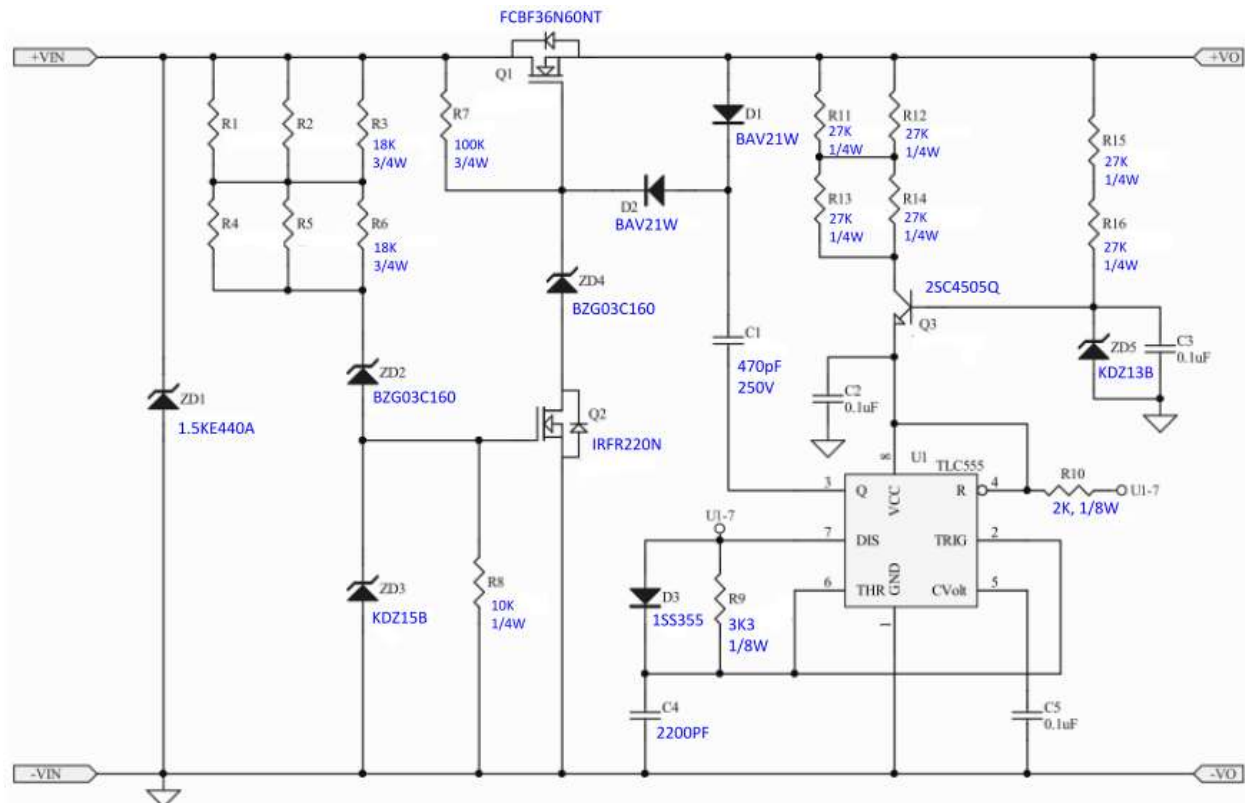 FCBF36N60NT
+VIN
+VO
Q1
R1
R2
R3
18K
3/4W
R7
100K
3/4W
D1
BAV21W
R11
27K
1/4W
R12
27K
1/4W
R15
27K
1/4W
R4
R5
R6
18K
3/4W
D2
BAV21W
R13
27K
1/4W
R14
27K
1/4W
R16
27K
1/4W
ZD4
BZG03C160
2SC4505Q
Q3
C1
470pF
250V
ZD5
KDZ13B
C3
0.1uF
ZD2
BZG03C160
ZD1
1.5KE440A
C2
0.1uF
Q2
IRFR220N
8
U1
TLC555
3
Q
VCC
R
4
R10
2K, 1/8W
U1-7
U1-7
7
DIS
TRIG
2
6
THR
GND
CVolt
5
1
ZD3
KDZ15B
R8
10K
1/4W
D3
1SS355
R9
3K3
1/8W
C4
2200PF
C5
0.1uF
-VIN
-VO